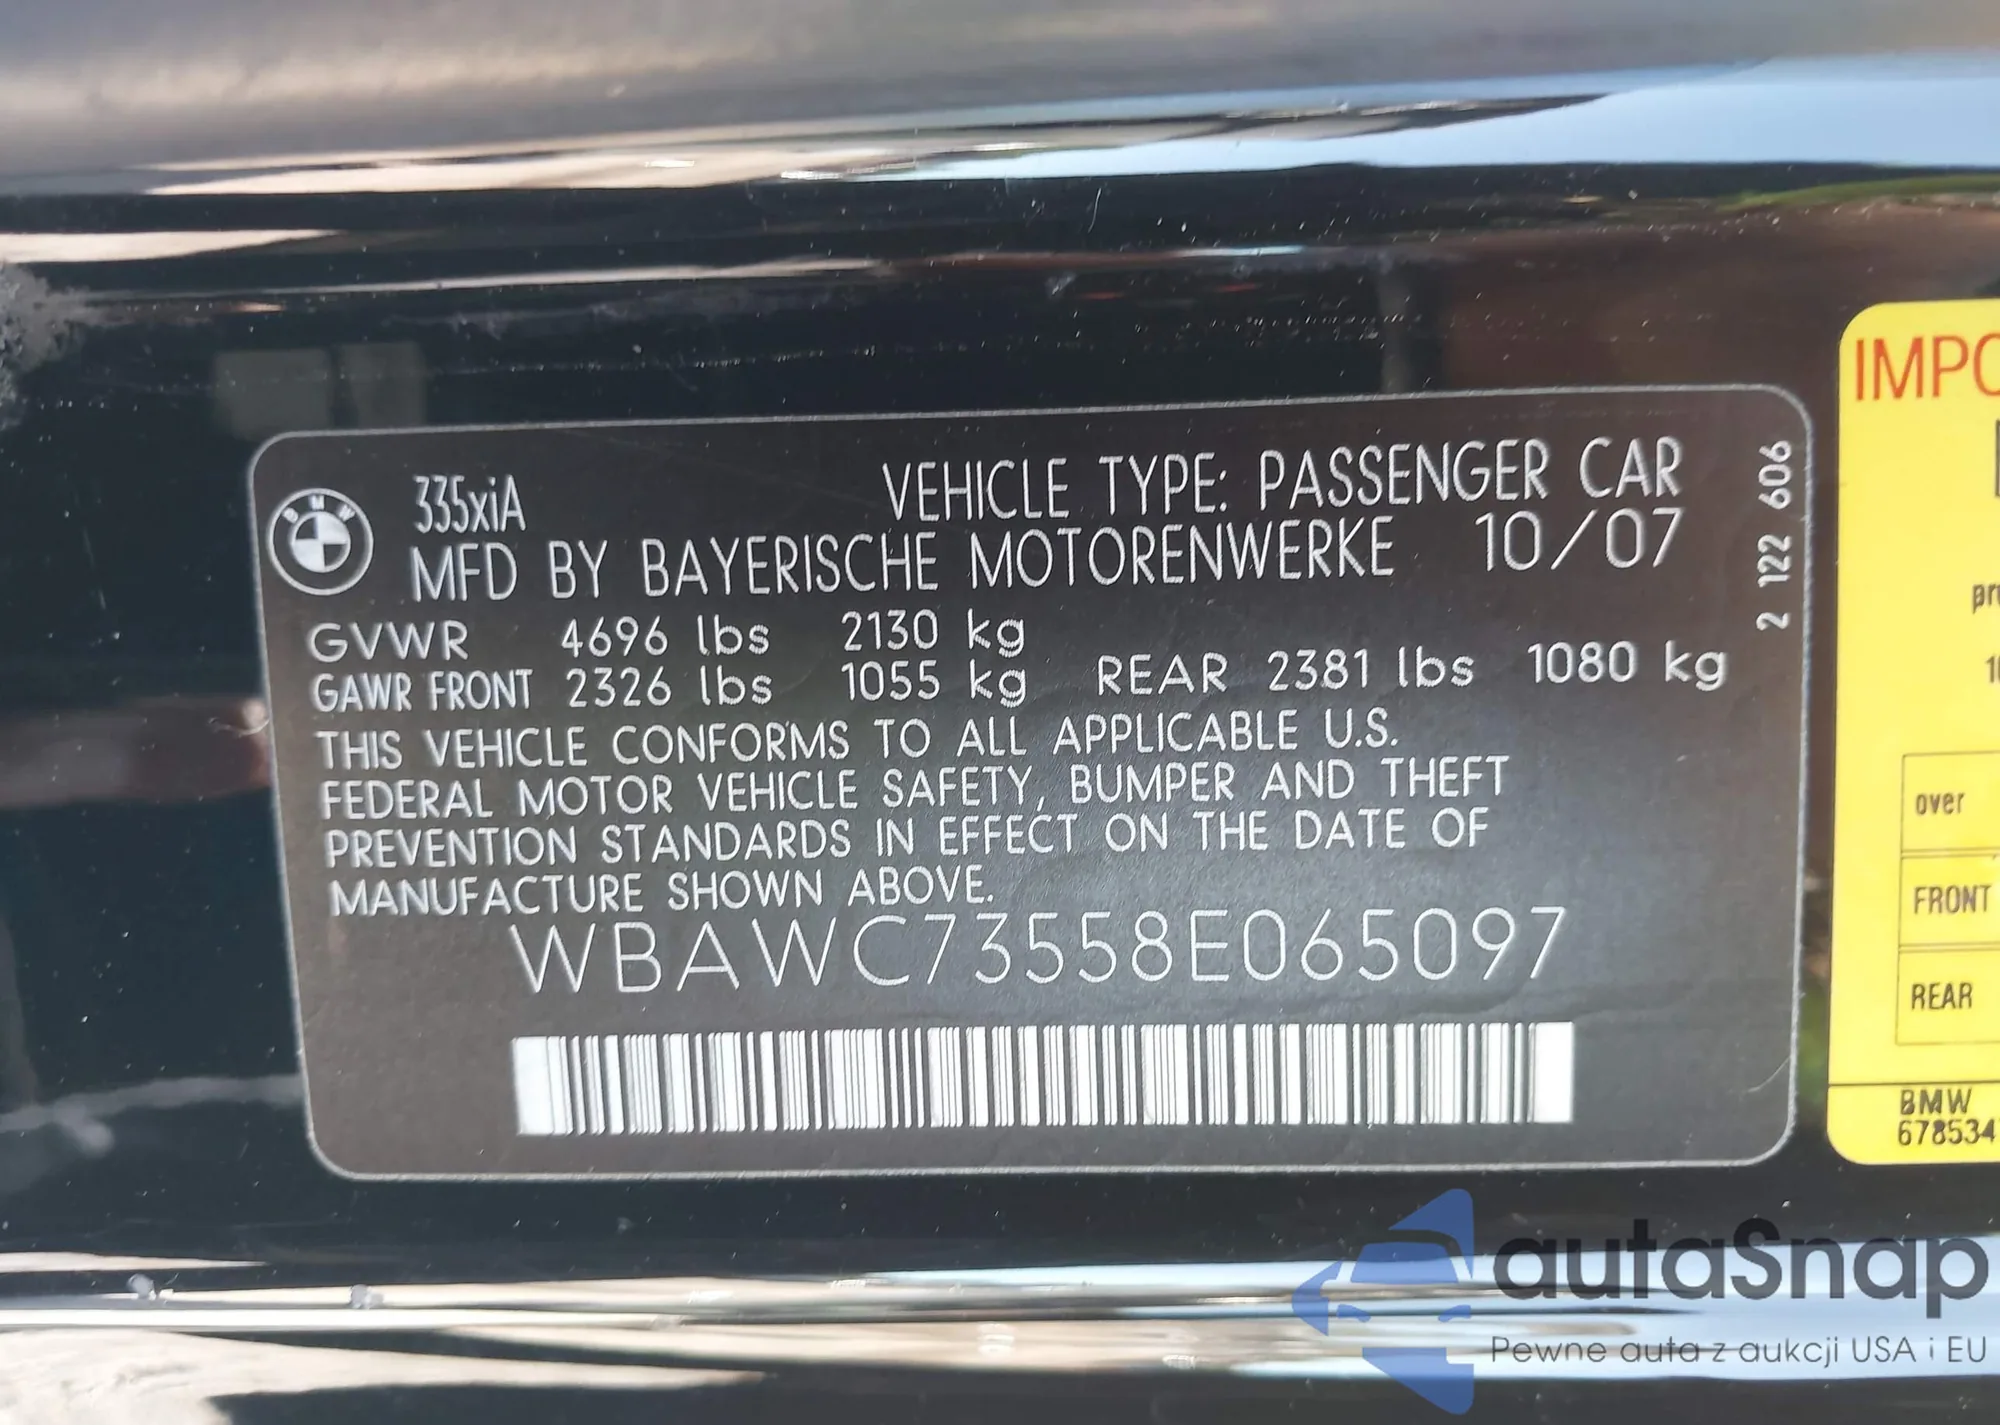 BMW
335xiA
VEHICLE TYPE: PASSENGER CAR
MFD BY BAYERISCHE MOTORENWERKE 10/07
GVWR 4696 lbs 2130 kg
GAWR FRONT 2326 lbs 1055 kg REAR 2381 lbs 1080 kg
THIS VEHICLE CONFORMS TO ALL APPLICABLE U.S.
FEDERAL MOTOR VEHICLE SAFETY, BUMPER AND THEFT
PREVENTION STANDARDS IN EFFECT ON THE DATE OF
MANUFACTURE SHOWN ABOVE.
WBAWC73558E065097
2 122 606
over
FRONT
REAR
BMW
autaSnap
Pewne auta z aukcji USA i EU